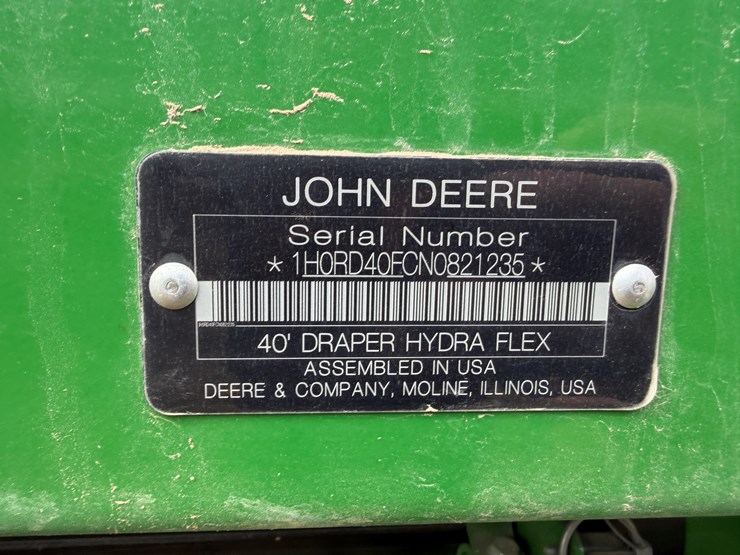 JOHN DEERE
Serial Number
*1H0RD40FCN0821235*
40' DRAPER HYDRA FLEX
ASSEMBLED IN USA
DEERE & COMPANY, MOLINE, ILLINOIS, USA